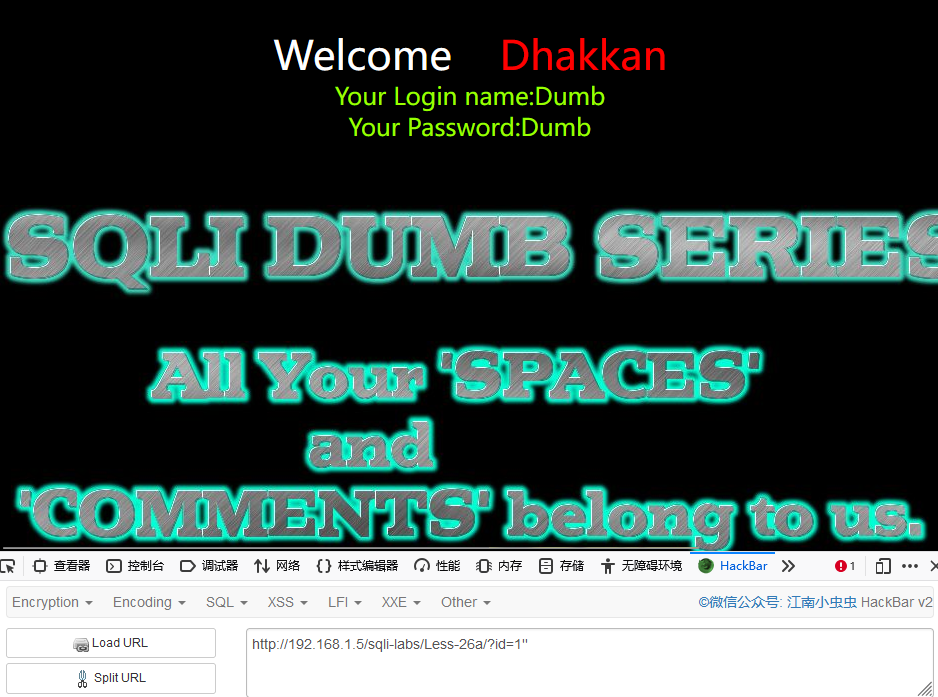 Welcome Dhakkan
Your Login name:Dumb
Your Password:Dumb
SQLI DUMB SERIES
All Your 'SPACES'
and
'COMMENTS' belong to us.
查看器 控制台 调试器 网络 样式编辑器 性能 内存 存储 无障碍环境 HackBar 1
Encryption Encoding SQL XSS LFI XXE Other ©微信公众号: 江南小虫虫 HackBar v2
Load URL
http://192.168.1.5/sqli-labs/Less-26a/?id=1"
Split URL